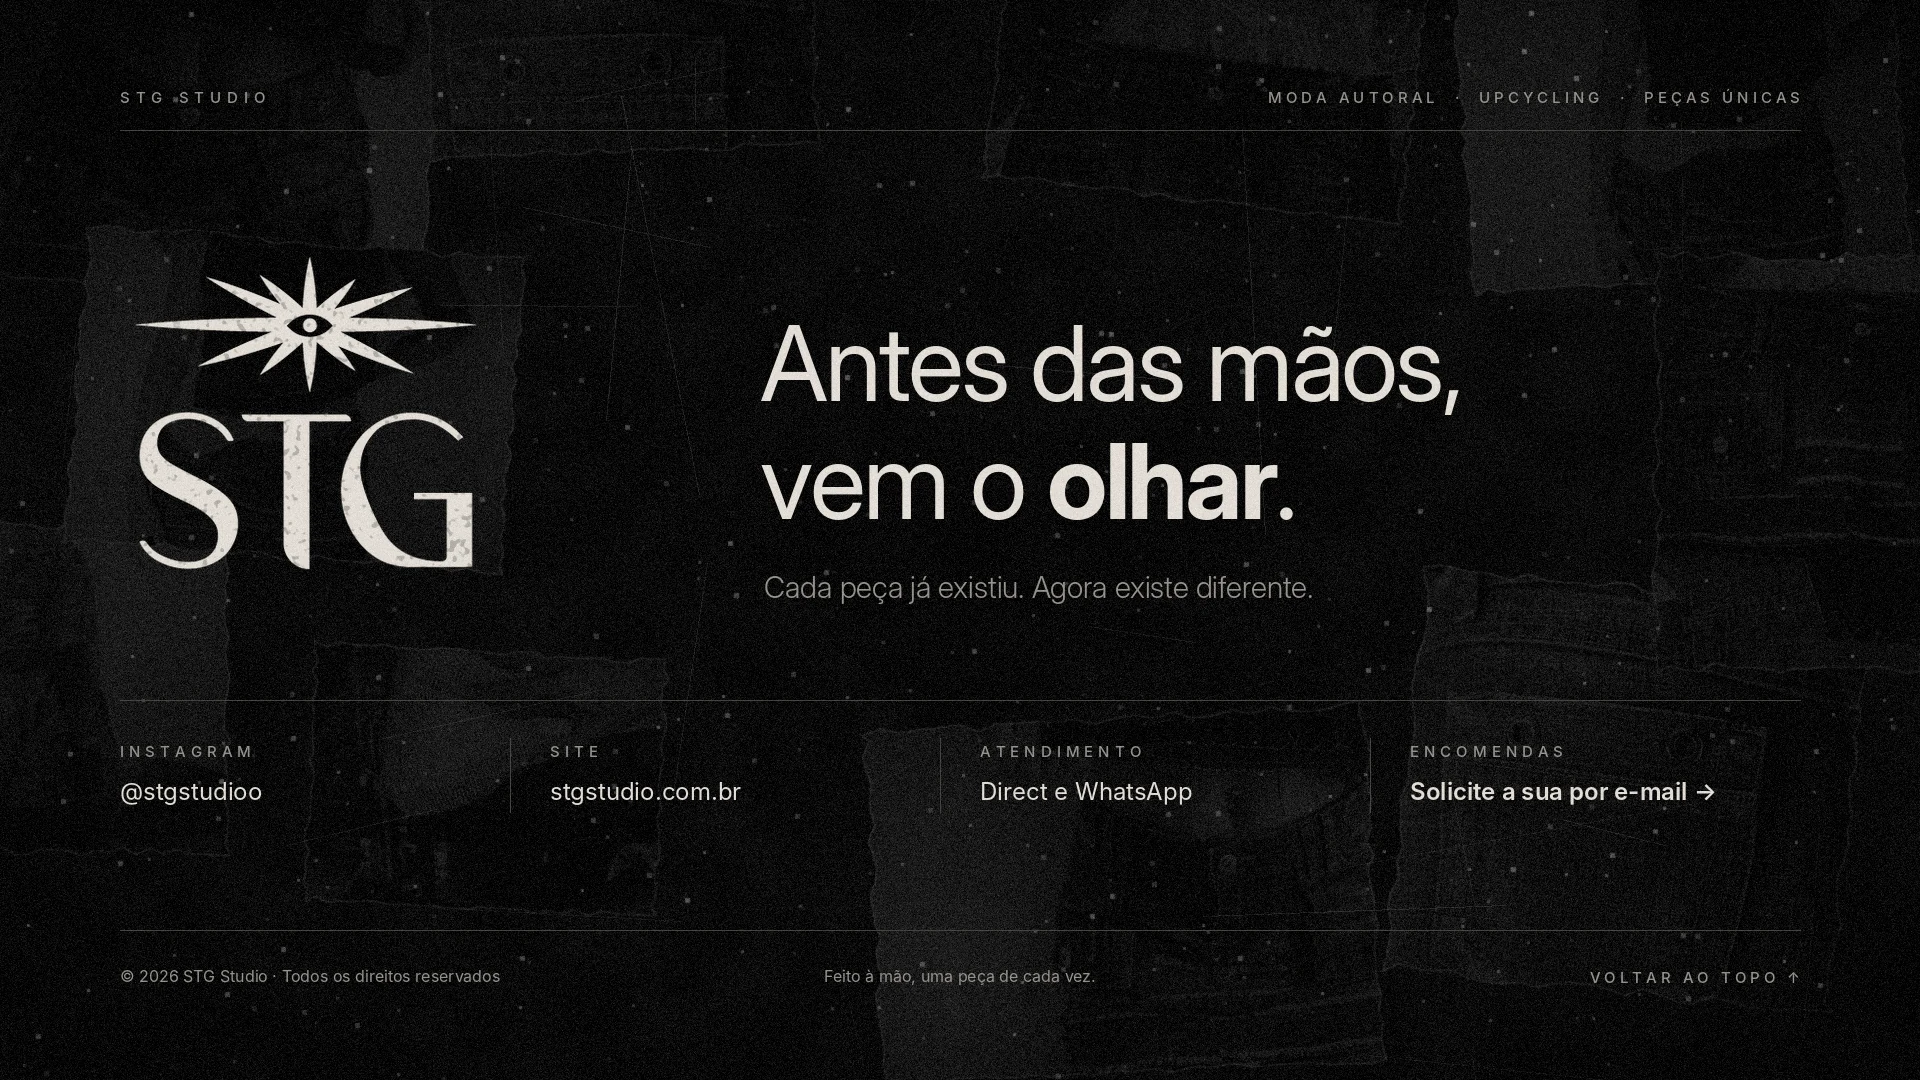 STG STUDIO
MODA AUTORAL · UPCYCLING · PEÇAS ÚNICAS
STG
Antes das mãos,
vem o olhar.
Cada peça já existiu. Agora existe diferente.
INSTAGRAM
@stgstudioo
SITE
stgstudio.com.br
ATENDIMENTO
Direct e WhatsApp
ENCOMENDAS
Solicite a sua por e-mail →
© 2026 STG Studio · Todos os direitos reservados
Feito à mão, uma peça de cada vez.
VOLTAR AO TOPO ↑